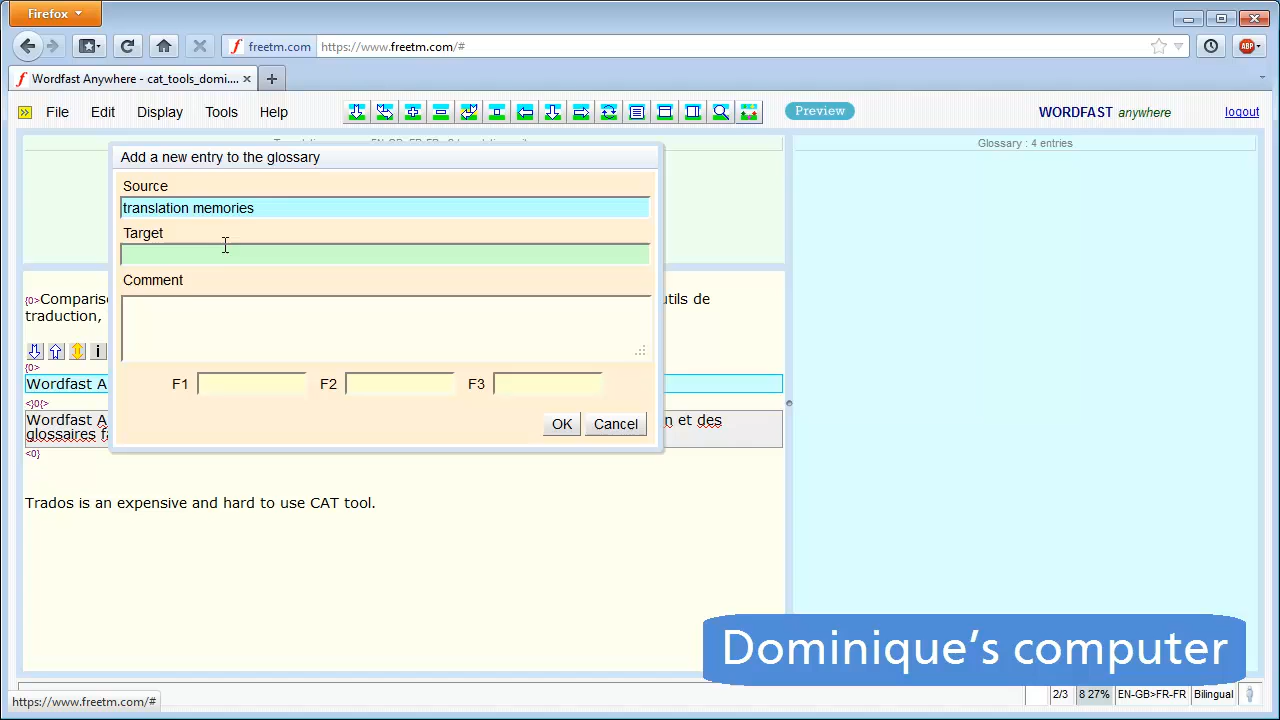 Firefox
freetm.com https://www.freetm.com/#
Wordfast Anywhere - cat_tools_domi....
File Edit Display Tools Help Preview WORDFAST anywhere logout
Glossary : 4 entries
Add a new entry to the glossary
Source
translation memories
Target
Comment
{0>Comparis
utils de
traduction,
{0>
Wordfast A
<}0{>
Wordfast A
n et des
glossaires f
<0}
F1 F2 F3
OK Cancel
Trados is an expensive and hard to use CAT tool.
Dominique's computer
https://www.freetm.com/#
2/3 8 27% EN-GB>FR-FR Bilingual